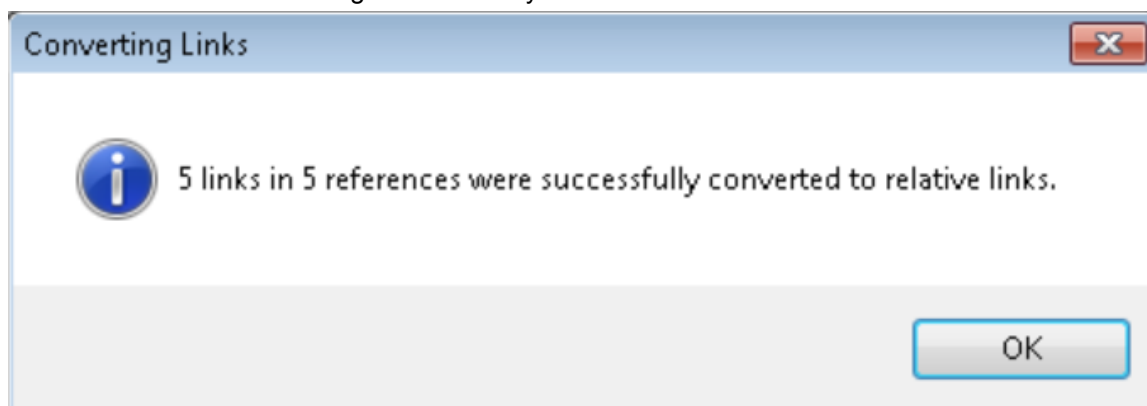 Converting Links
5 links in 5 references were successfully converted to relative links.
OK